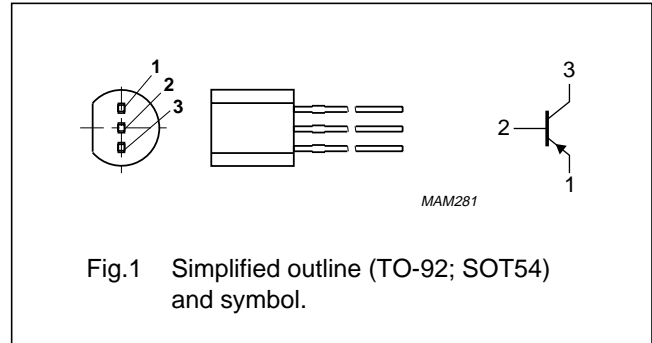 1
2
3
3
2
1
MAM281
Fig.1 Simplified outline (TO-92; SOT54)
and symbol.